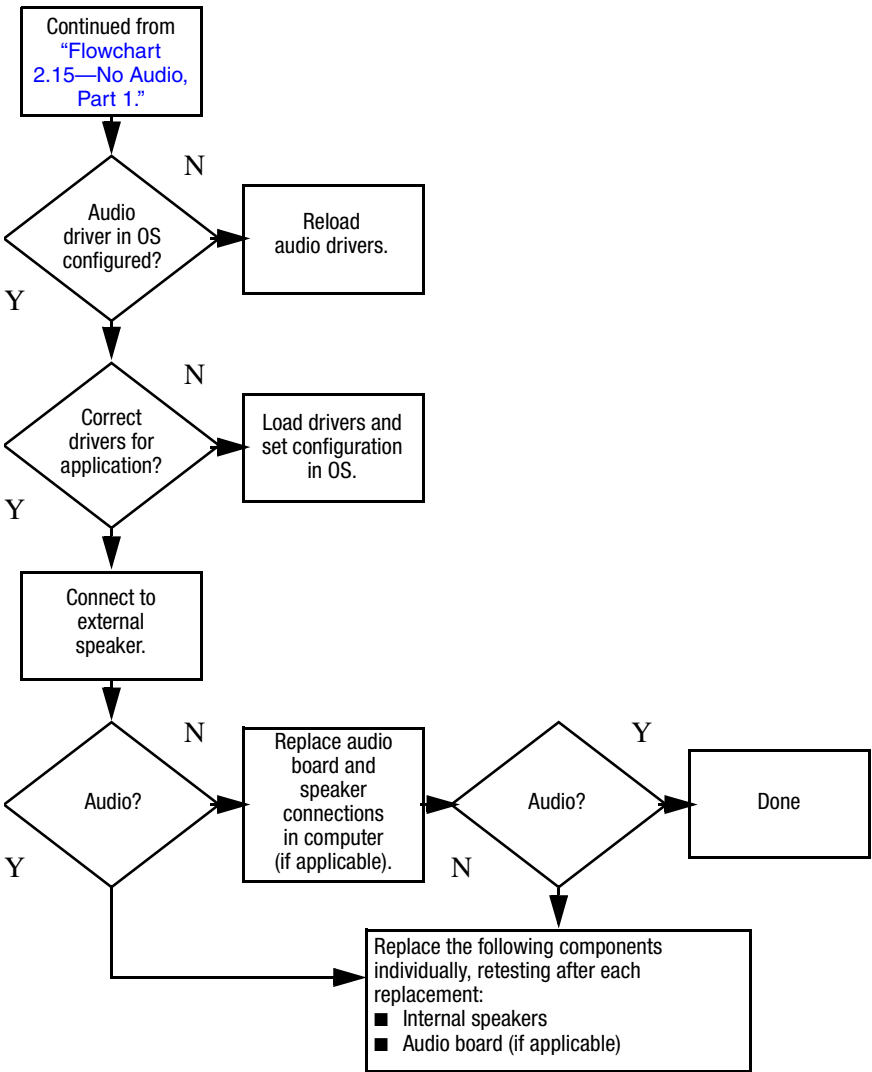 Continued from
“Flowchart
2.15—No Audio,
Part 1.”
N
Audio
driver in OS
configured?
Reload
audio drivers.
Y
N
Correct
drivers for
application?
Load drivers and
set configuration
in OS.
Y
Connect to
external
speaker.
N
Audio?
Replace audio
board and
speaker
connections
in computer
(if applicable).
Y
Audio?
Done
Y
N
Replace the following components
individually, retesting after each
replacement:
■ Internal speakers
■ Audio board (if applicable)